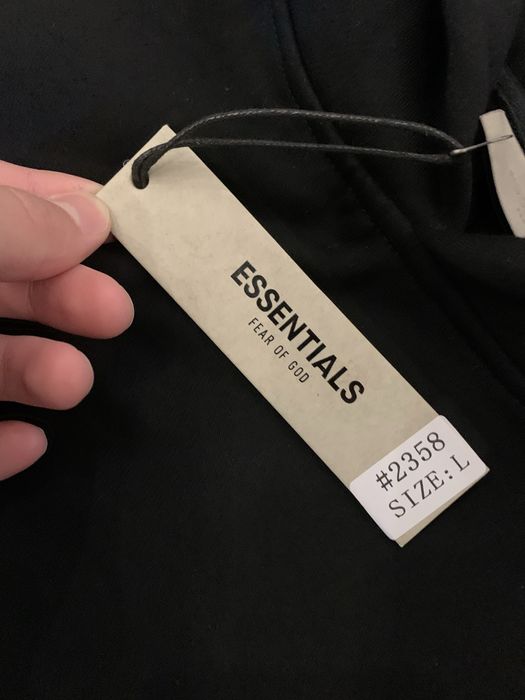 ESSENTIALS
FEAR OF GOD
#2358
SIZE:L